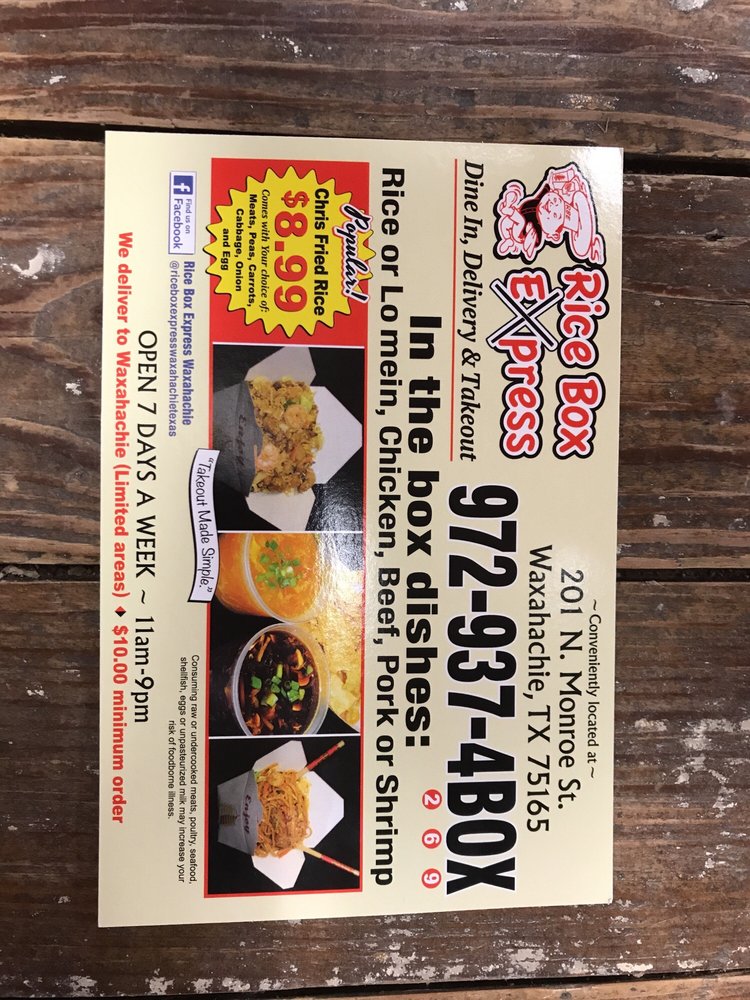 Rice Box
Express
Dine In, Delivery & Takeout
~ Conveniently located at ~
201 N. Monroe St.
Waxahachie, TX 75165
972-937-4BOX
2 6 9
In the box dishes:
Rice or Lo mein, Chicken, Beef, Pork or Shrimp
Popular!
Chris Fried Rice
$8.99
Comes with Your choice of:
Meats, Peas, Carrots,
Cabbage, Onion
and Egg
Enjoy
Enjoy
Find us on
Facebook
Rice Box Express Waxahachie
@riceboxexpresswaxahachietexas
"Takeout Made Simple."
Consuming raw or undercooked meats, poultry, seafood,
shellfish, eggs or unpasteurized milk may increase your
risk of foodborne illness.
OPEN 7 DAYS A WEEK ~ 11am-9pm
We deliver to Waxahachie (Limited areas) ♦ $10.00 minimum order